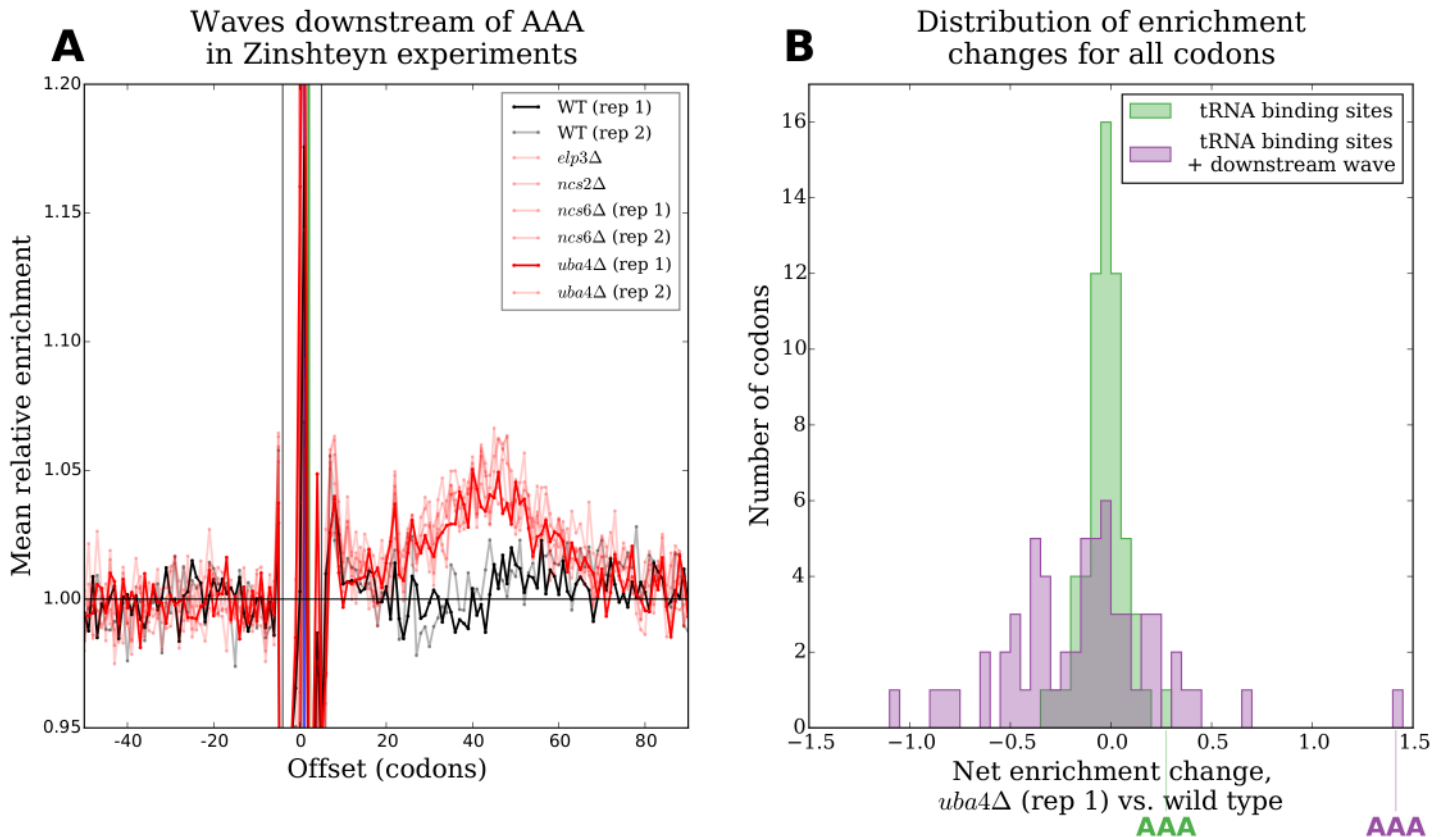 A
Waves downstream of AAA
in Zinshteyn experiments
1.20
1.15
1.10
1.05
1.00
0.95
Mean relative enrichment
WT (rep 1)
WT (rep 2)
elp3Δ
ncs2Δ
ncs6Δ (rep 1)
ncs6Δ (rep 2)
uba4Δ (rep 1)
uba4Δ (rep 2)
-40
-20
0
20
40
60
80
Offset (codons)
B
Distribution of enrichment
changes for all codons
16
14
12
10
8
6
4
2
0
Number of codons
tRNA binding sites
tRNA binding sites
+ downstream wave
−1.5
−1.0
−0.5
0.0
0.5
1.0
1.5
Net enrichment change,
uba4Δ (rep 1) vs. wild type
AAA
AAA